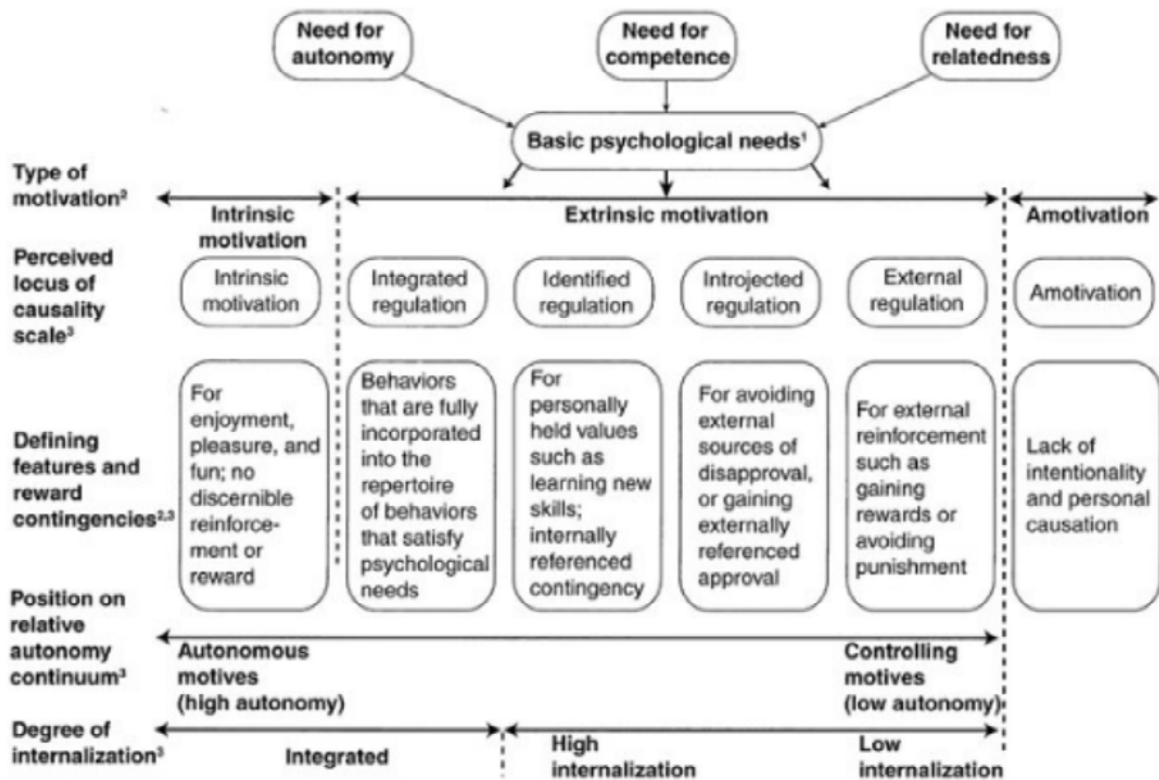 Need for
autonomy
Need for
competence
Need for
relatedness
Basic psychological needs¹
Type of
motivation²
Intrinsic
motivation
Extrinsic motivation
Amotivation
Perceived
locus of
causality
scale³
Intrinsic
motivation
Integrated
regulation
Identified
regulation
Introjected
regulation
External
regulation
Amotivation
Defining
features and
reward
contingencies²,³
For
enjoyment,
pleasure, and
fun; no
discernible
reinforce-
ment or
reward
Behaviors
that are fully
incorporated
into the
repertoire
of behaviors
that satisfy
psychological
needs
For
personally
held values
such as
learning new
skills;
internally
referenced
contingency
For avoiding
external
sources of
disapproval,
or gaining
externally
referenced
approval
For external
reinforcement
such as
gaining
rewards or
avoiding
punishment
Lack of
intentionality
and personal
causation
Position on
relative
autonomy
continuum³
Autonomous
motives
(high autonomy)
Controlling
motives
(low autonomy)
Degree of
internalization³
Integrated
High
internalization
Low
internalization